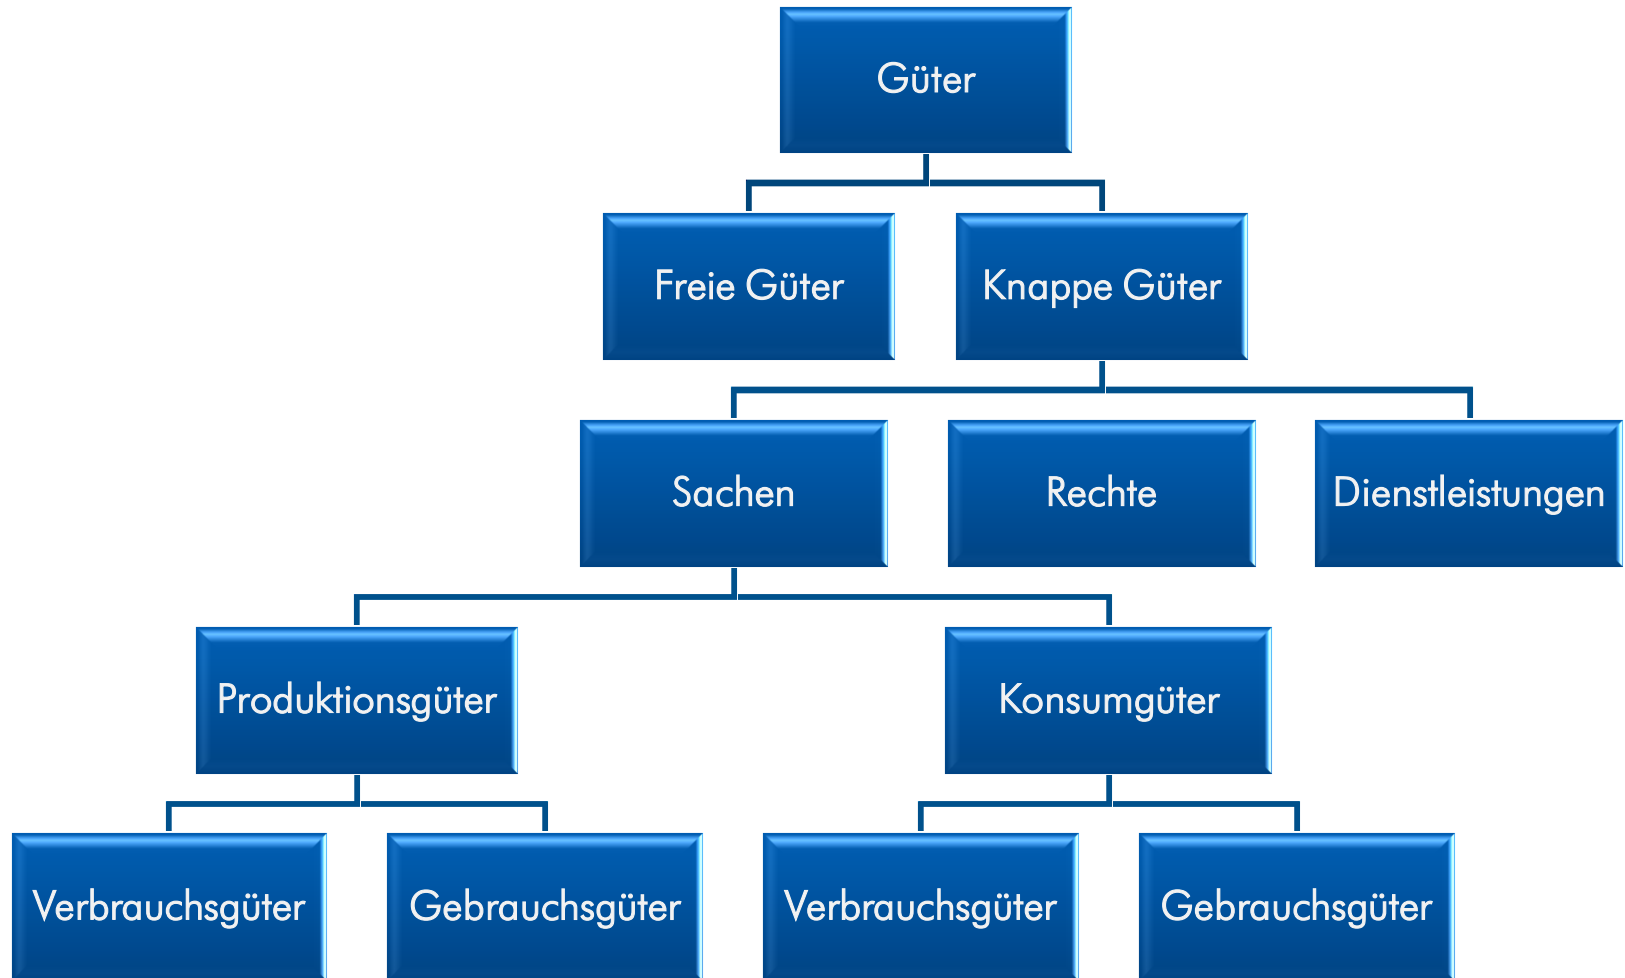 Güter
Freie Güter
Knappe Güter
Sachen
Rechte
Dienstleistungen
Produktionsgüter
Konsumgüter
Verbrauchsgüter
Gebrauchsgüter
Verbrauchsgüter
Gebrauchsgüter